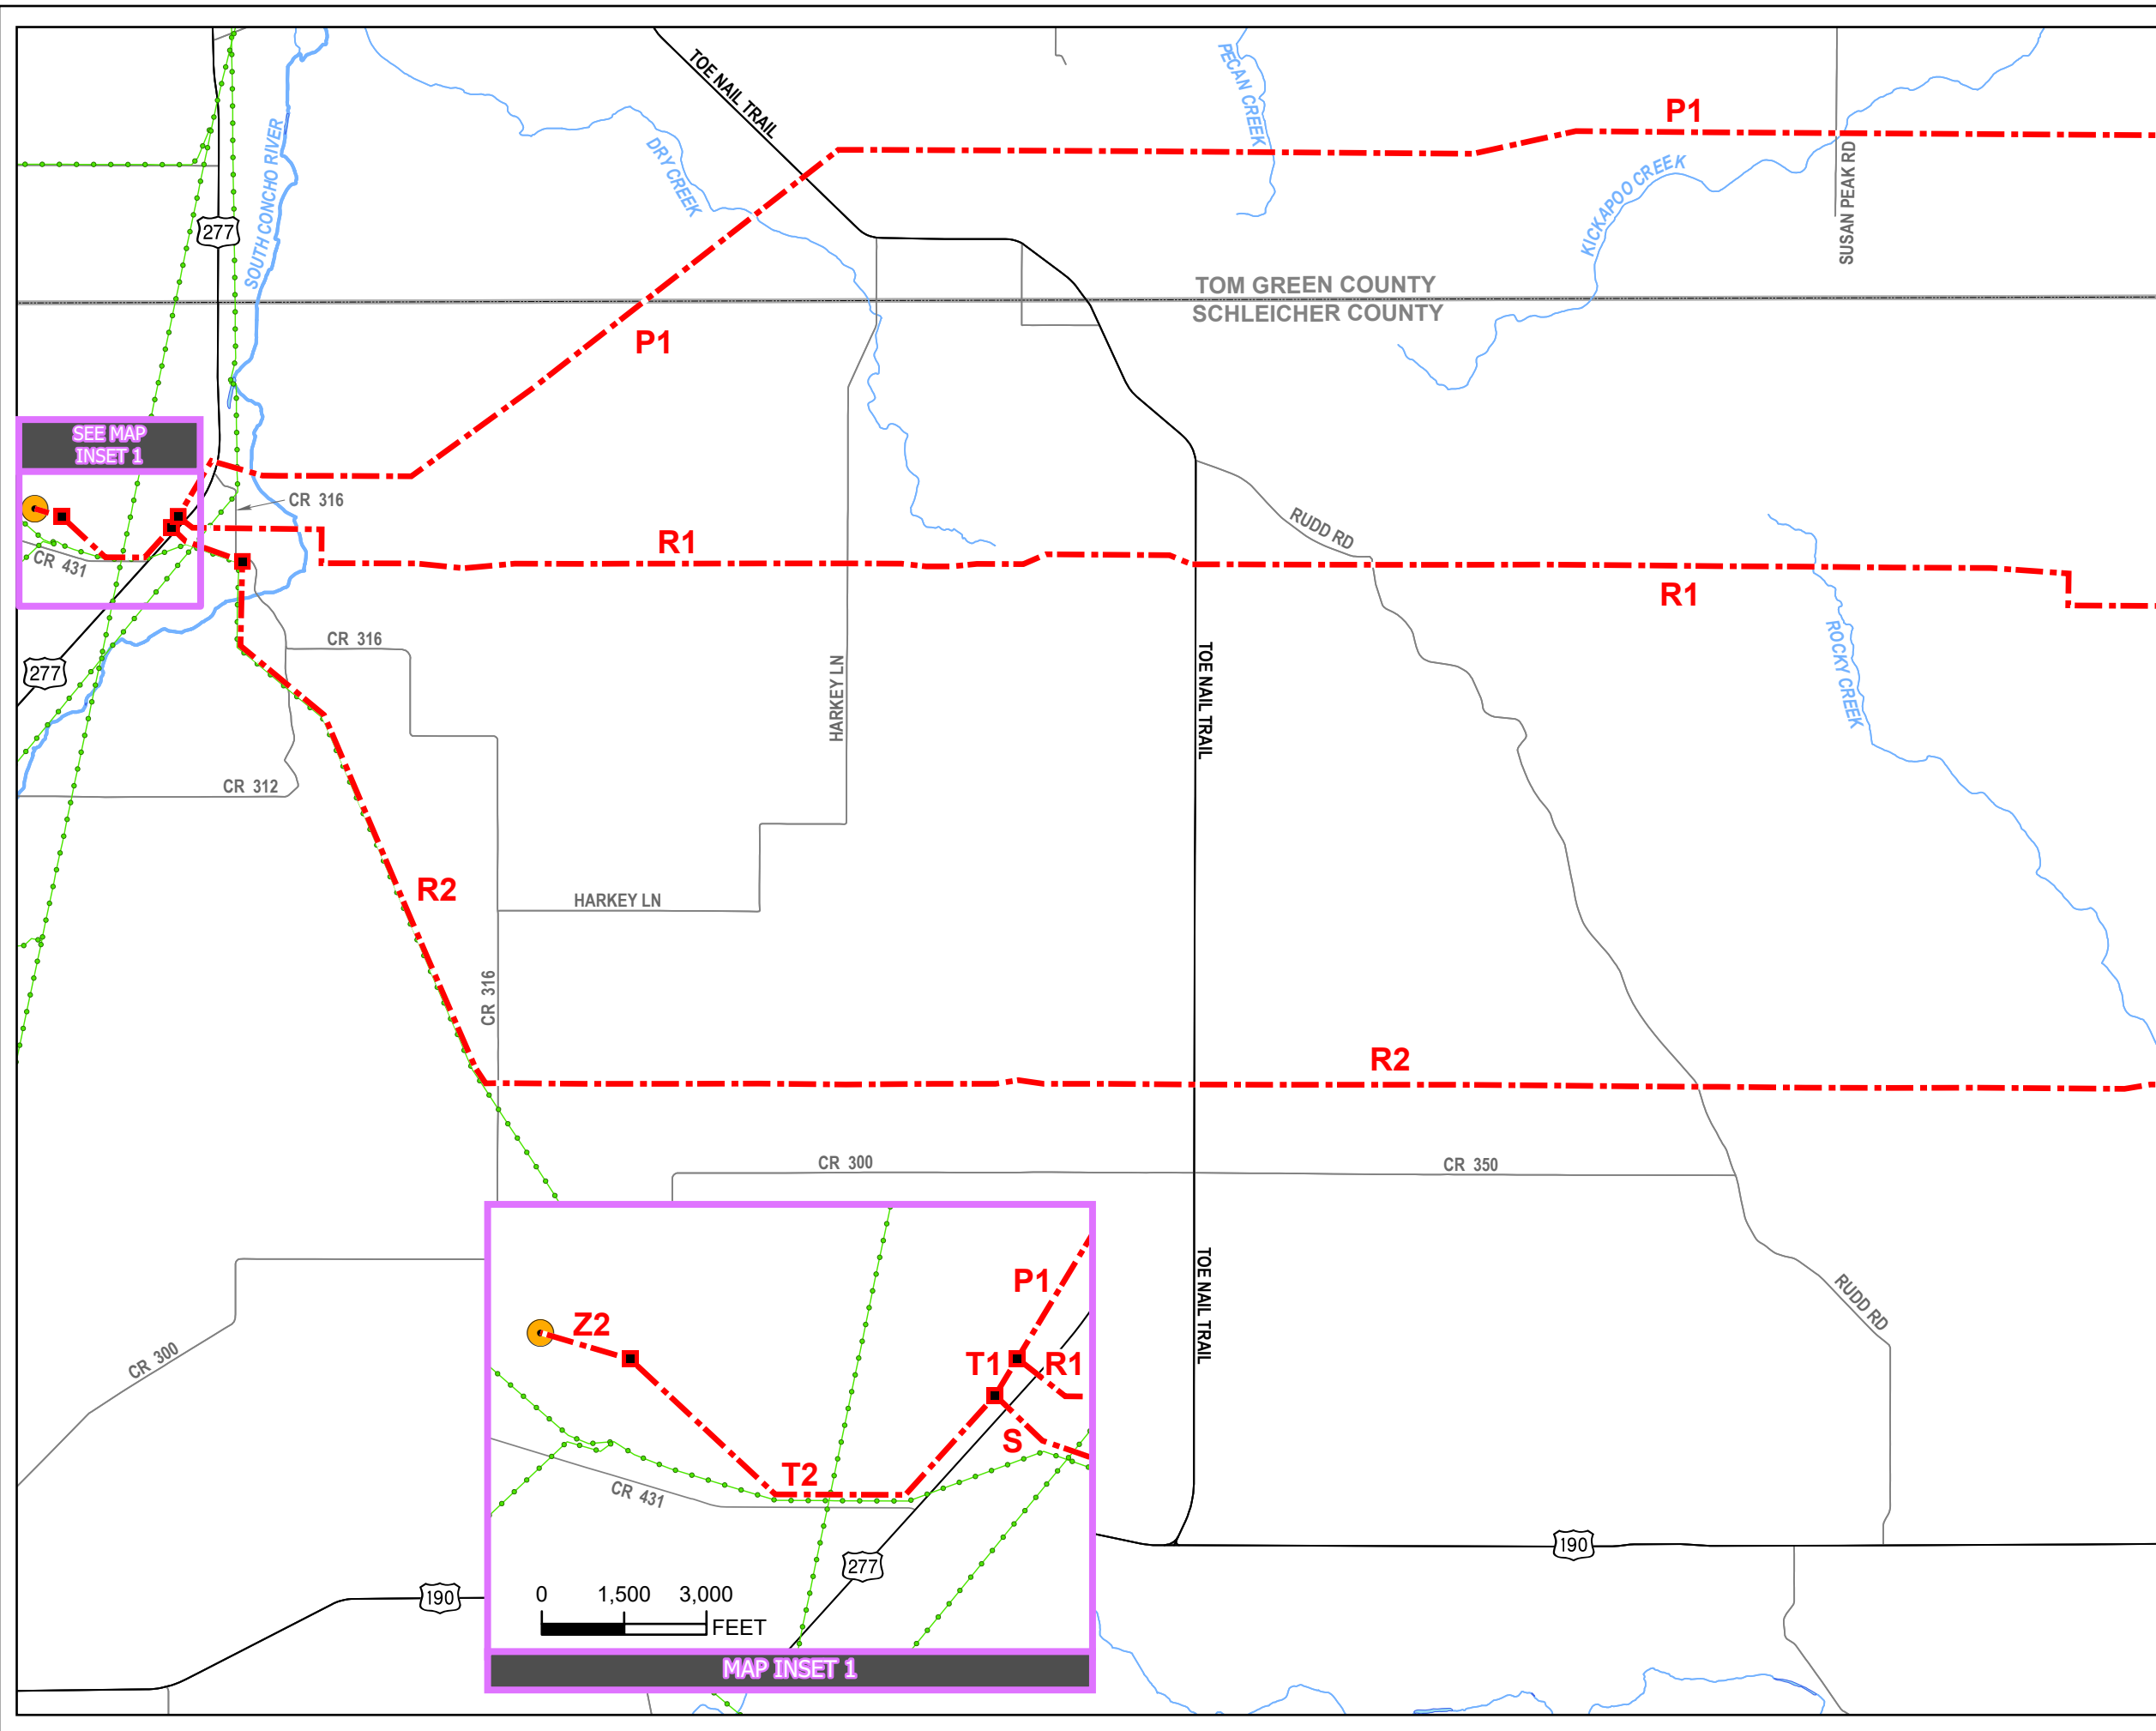 TOE NAIL TRAIL
PECAN CREEK
P1
SOUTH CONCHO RIVER
DRY CREEK
KICKAPOO CREEK
SUSAN PEAK RD
277
TOM GREEN COUNTY
SCHLEICHER COUNTY
P1
SEE MAP
INSET 1
CR 316
RUDD RD
R1
CR 431
R1
CR 316
277
HARKEY LN
TOE NAIL TRAIL
ROCKY CREEK
CR 312
R2
HARKEY LN
CR 316
R2
CR 300
CR 350
TOE NAIL TRAIL
RUDD RD
CR 300
P1
Z2
T1
R1
S
T2
CR 431
277
190
190
0 1,500 3,000
FEET
MAP INSET 1